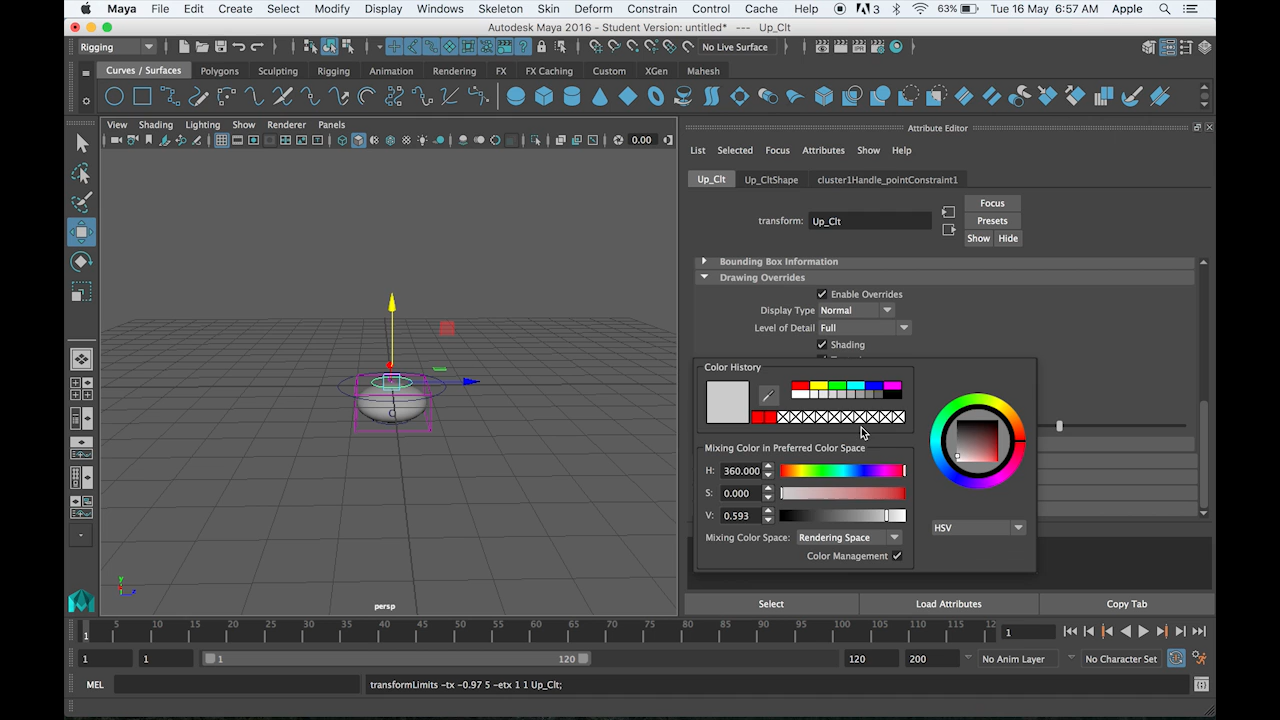 Maya File Edit Create Select Modify Display Windows Skeleton Skin Deform Constrain Control Cache Help 3 63% Tue 16 May 6:57 AM Apple
Autodesk Maya 2016 - Student Version: untitled* --- Up_Clt
Rigging No Live Surface
Curves / Surfaces Polygons Sculpting Rigging Animation Rendering FX FX Caching Custom XGen Mahesh
View Shading Lighting Show Renderer Panels
0.00
Attribute Editor
List Selected Focus Attributes Show Help
Up_Clt Up_CltShape cluster1Handle_pointConstraint1
transform: Up_Clt
Focus
Presets
Show Hide
Bounding Box Information
Drawing Overrides
Enable Overrides
Display Type Normal
Level of Detail Full
Shading
Color History
Mixing Color in Preferred Color Space
H: 360.000
S: 0.000
V: 0.593
HSV
Mixing Color Space: Rendering Space
Color Management
y
z
persp
Select Load Attributes Copy Tab
1 5 10 15 20 25 30 35 40 45 50 55 60 65 70 75 80 85 90 95 100 105 110 115 12 1
1 1 1 120 120 200 No Anim Layer No Character Set
MEL transformLimits -tx -0.97 5 -etx 1 1 Up_Clt;